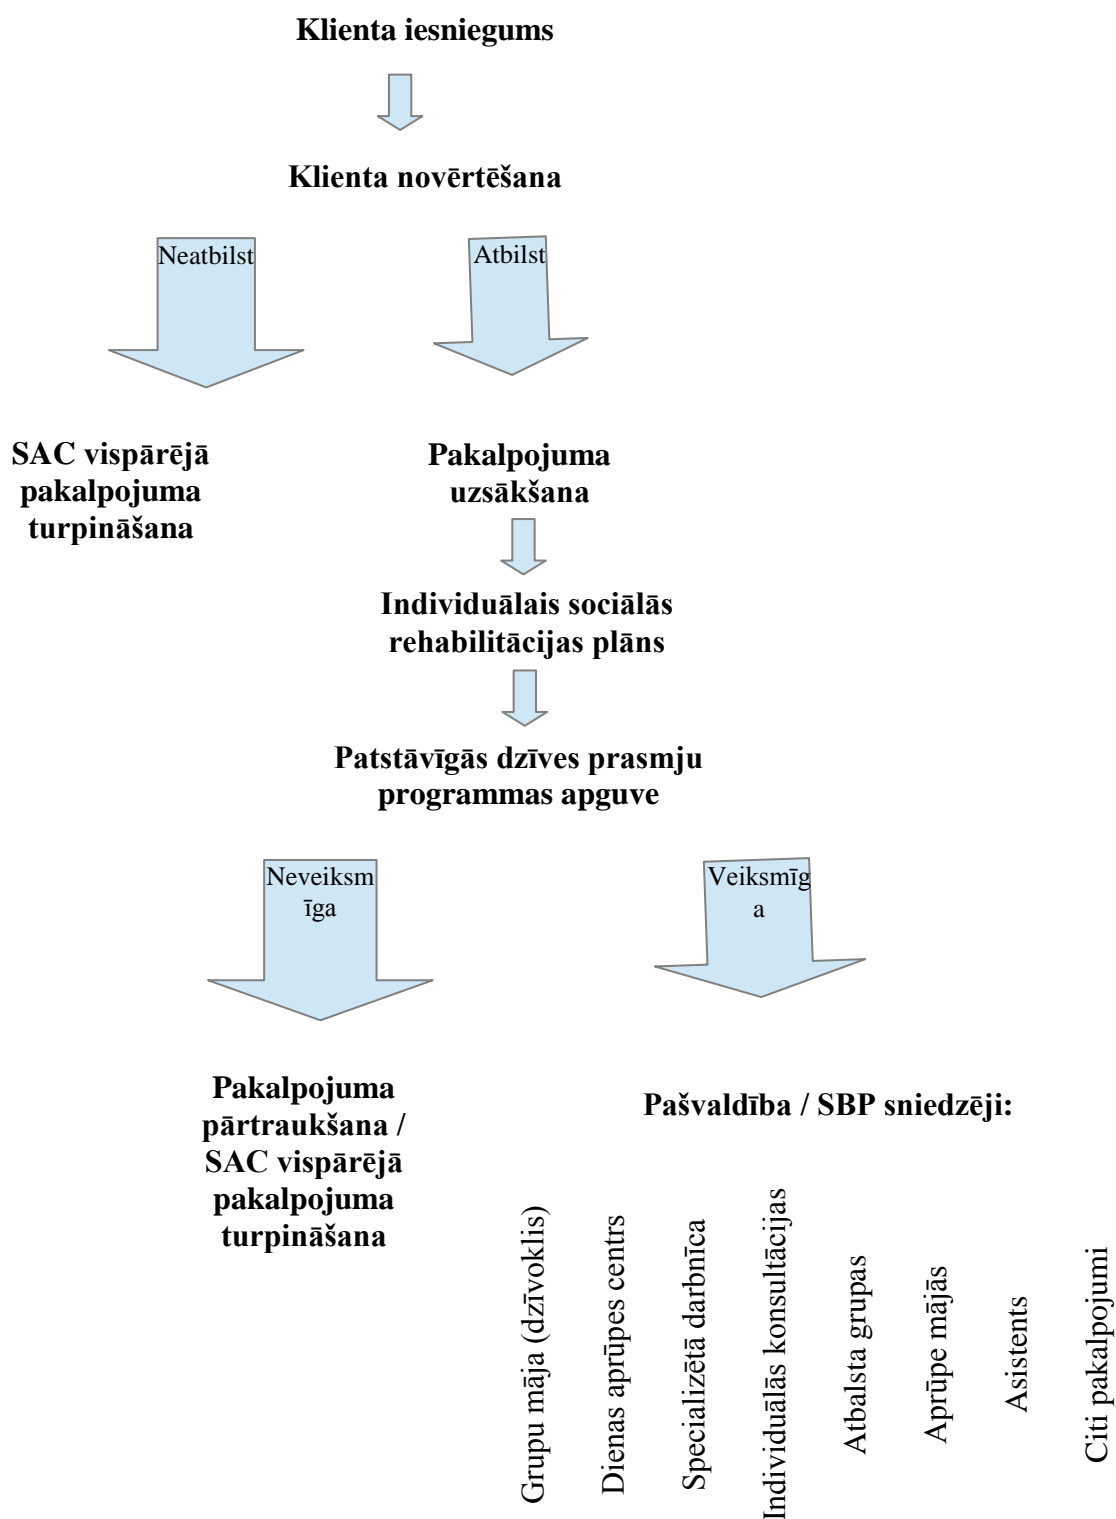 Klienta iesniegums
Klienta novērtēšana
Neatbilst
Atbilst
SAC vispārējā
pakalpojuma
turpināšana
Pakalpojuma
uzsākšana
Individuālais sociālās
rehabilitācijas plāns
Patstāvīgās dzīves prasmju
programmas apguve
Neveiksm
īga
Veiksmīg
a
Pakalpojuma
pārtraukšana /
SAC vispārējā
pakalpojuma
turpināšana
Pašvaldība / SBP sniedzēji:
Grupu māja (dzīvoklis)
Dienas aprūpes centrs
Specializētā darbnīca
Individuālās konsultācijas
Atbalsta grupas
Aprūpe mājās
Asistents
Citi pakalpojumi